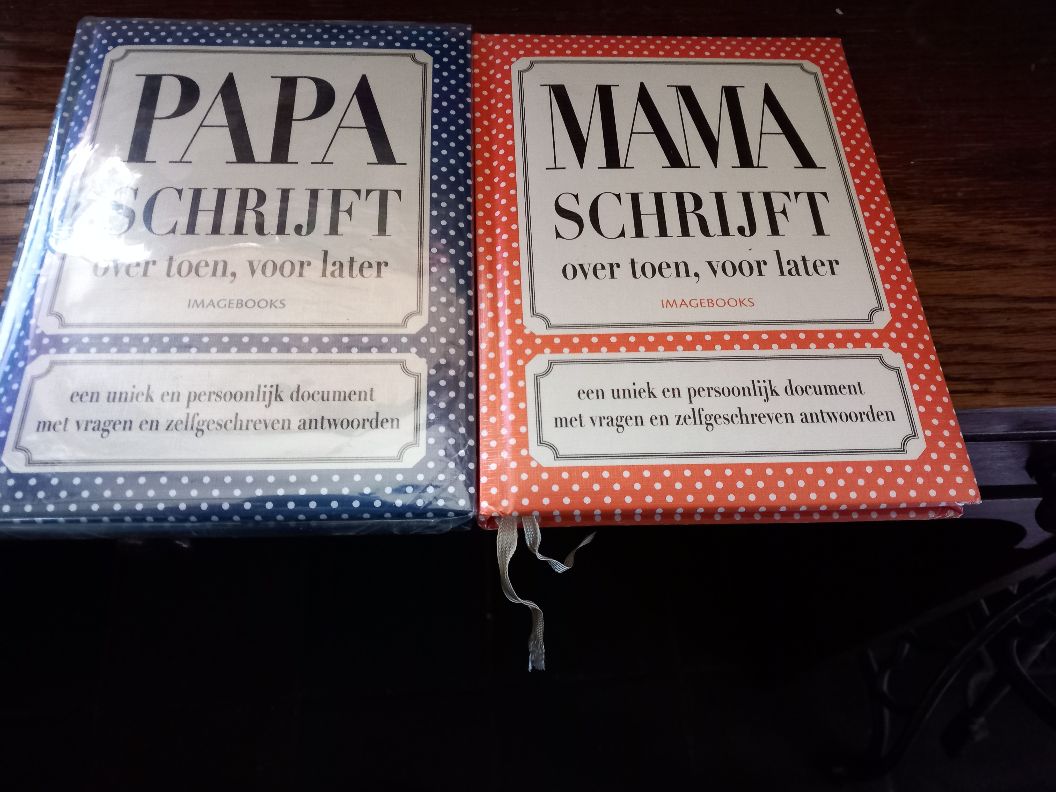 PAPA
SCHRIJFT
over toen, voor later
IMAGEBOOKS
een uniek en persoonlijk document
met vragen en zelfgeschreven antwoorden
MAMA
SCHRIJFT
over toen, voor later
IMAGEBOOKS
een uniek en persoonlijk document
met vragen en zelfgeschreven antwoorden